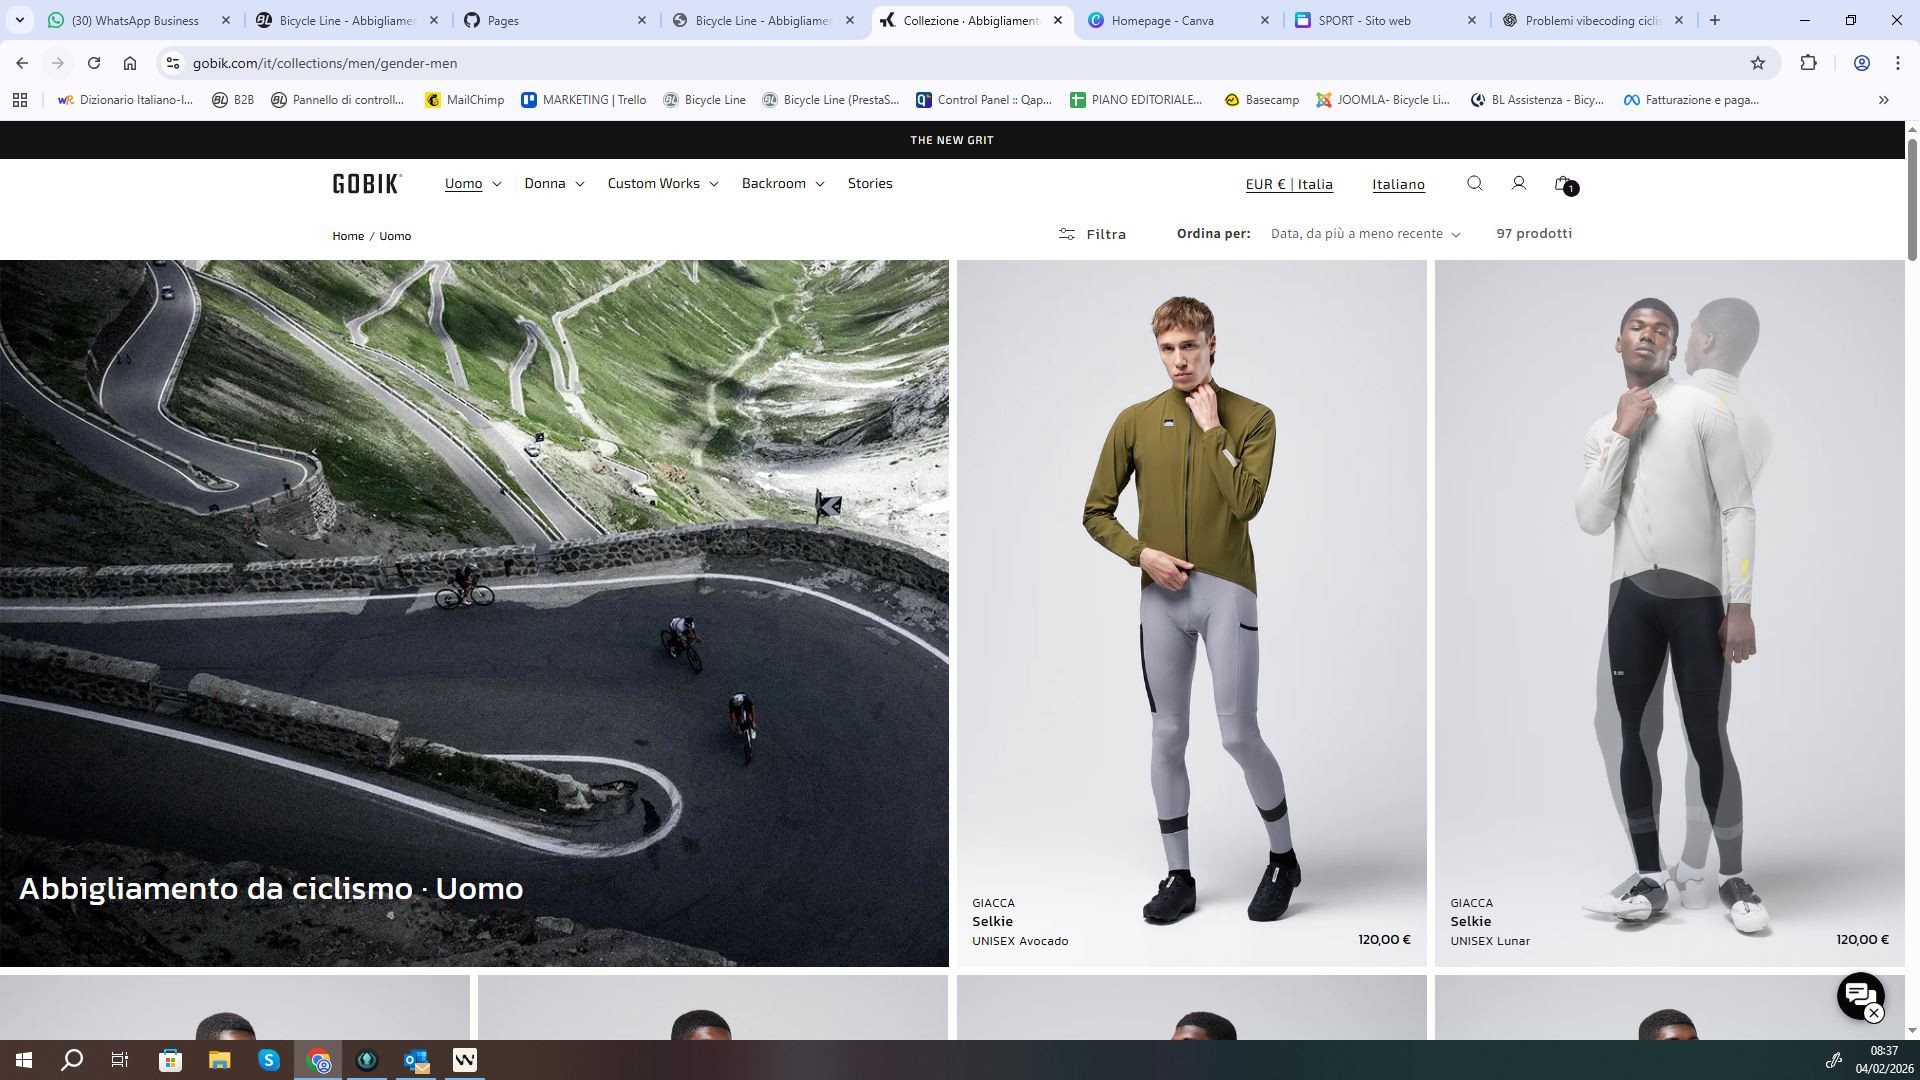 (30) WhatsApp Business
Bicycle Line - Abbigliamen
Pages
Bicycle Line - Abbigliamen
Collezione · Abbigliament
Homepage - Canva
SPORT - Sito web
Problemi vibecoding cicli
gobik.com/it/collections/men/gender-men
Dizionario Italiano-I...
B2B
Pannello di controll...
MailChimp
MARKETING | Trello
Bicycle Line
Bicycle Line (PrestaS...
Control Panel :: Qap...
PIANO EDITORIALE...
Basecamp
JOOMLA- Bicycle Li...
BL Assistenza - Bicy...
Fatturazione e paga...
THE NEW GRIT
GOBIK
Uomo
Donna
Custom Works
Backroom
Stories
EUR € | Italia
Italiano
1
Home / Uomo
Filtra
Ordina per:
Data, da più a meno recente
97 prodotti
Abbigliamento da ciclismo · Uomo
GIACCA
Selkie
UNISEX Avocado
120,00 €
GIACCA
Selkie
UNISEX Lunar
120,00 €
08:37
04/02/2026